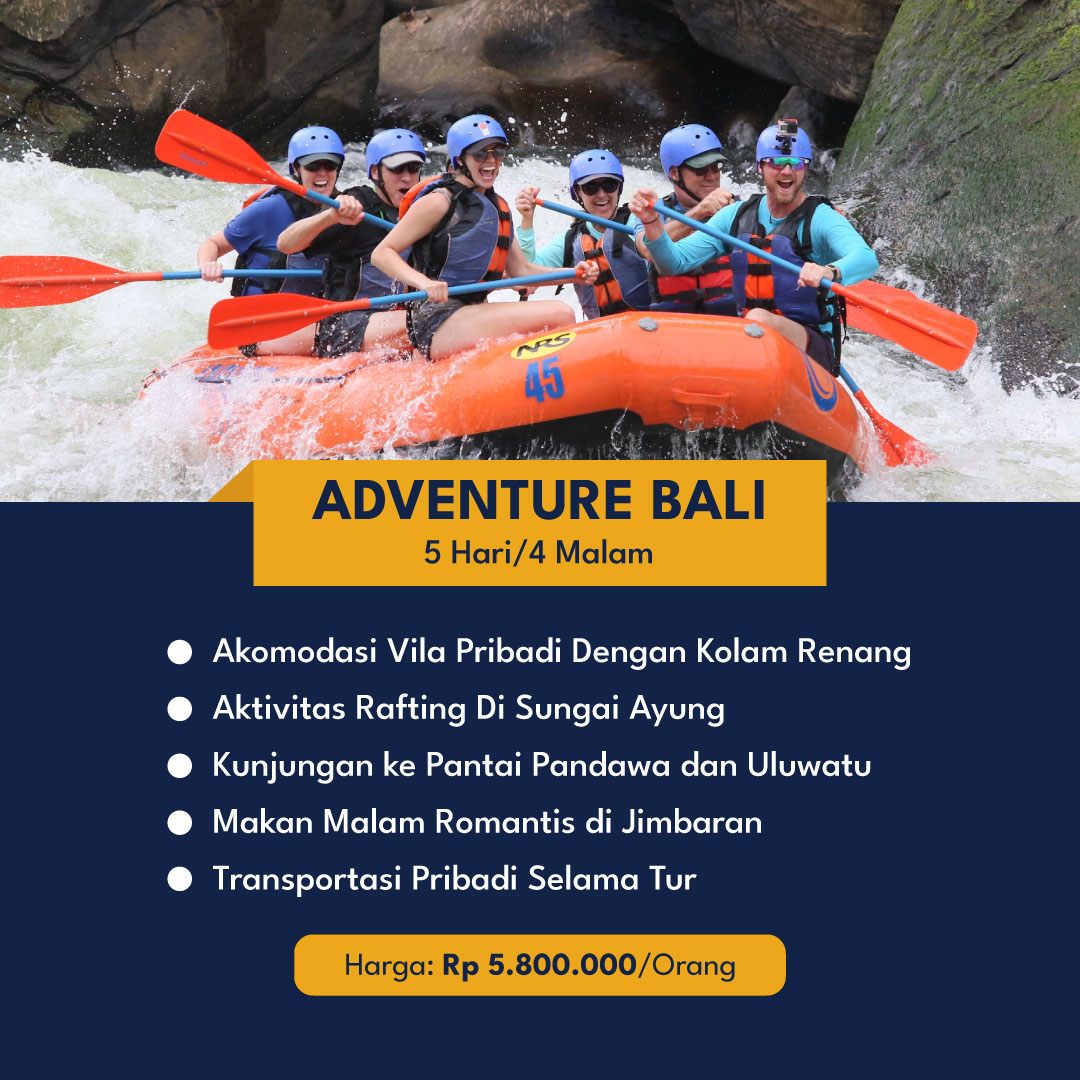 NRS
45
ADVENTURE BALI
5 Hari/4 Malam
Akomodasi Vila Pribadi Dengan Kolam Renang
Aktivitas Rafting Di Sungai Ayung
Kunjungan ke Pantai Pandawa dan Uluwatu
Makan Malam Romantis di Jimbaran
Transportasi Pribadi Selama Tur
Harga: Rp 5.800.000/Orang